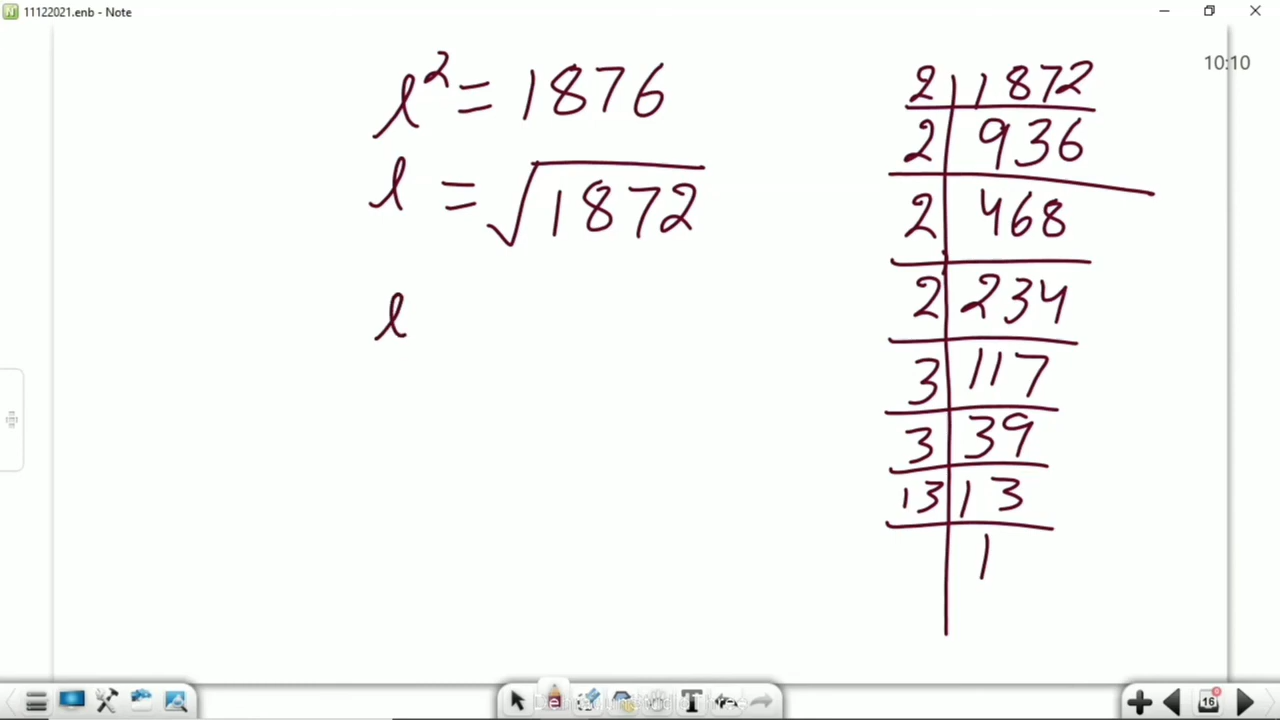 11122021.enb - Note
10:10
l² = 1876
l = √1872
l
2 | 1872
2 | 936
2 | 468
2 | 234
3 | 117
3 | 39
13 | 13
1
16